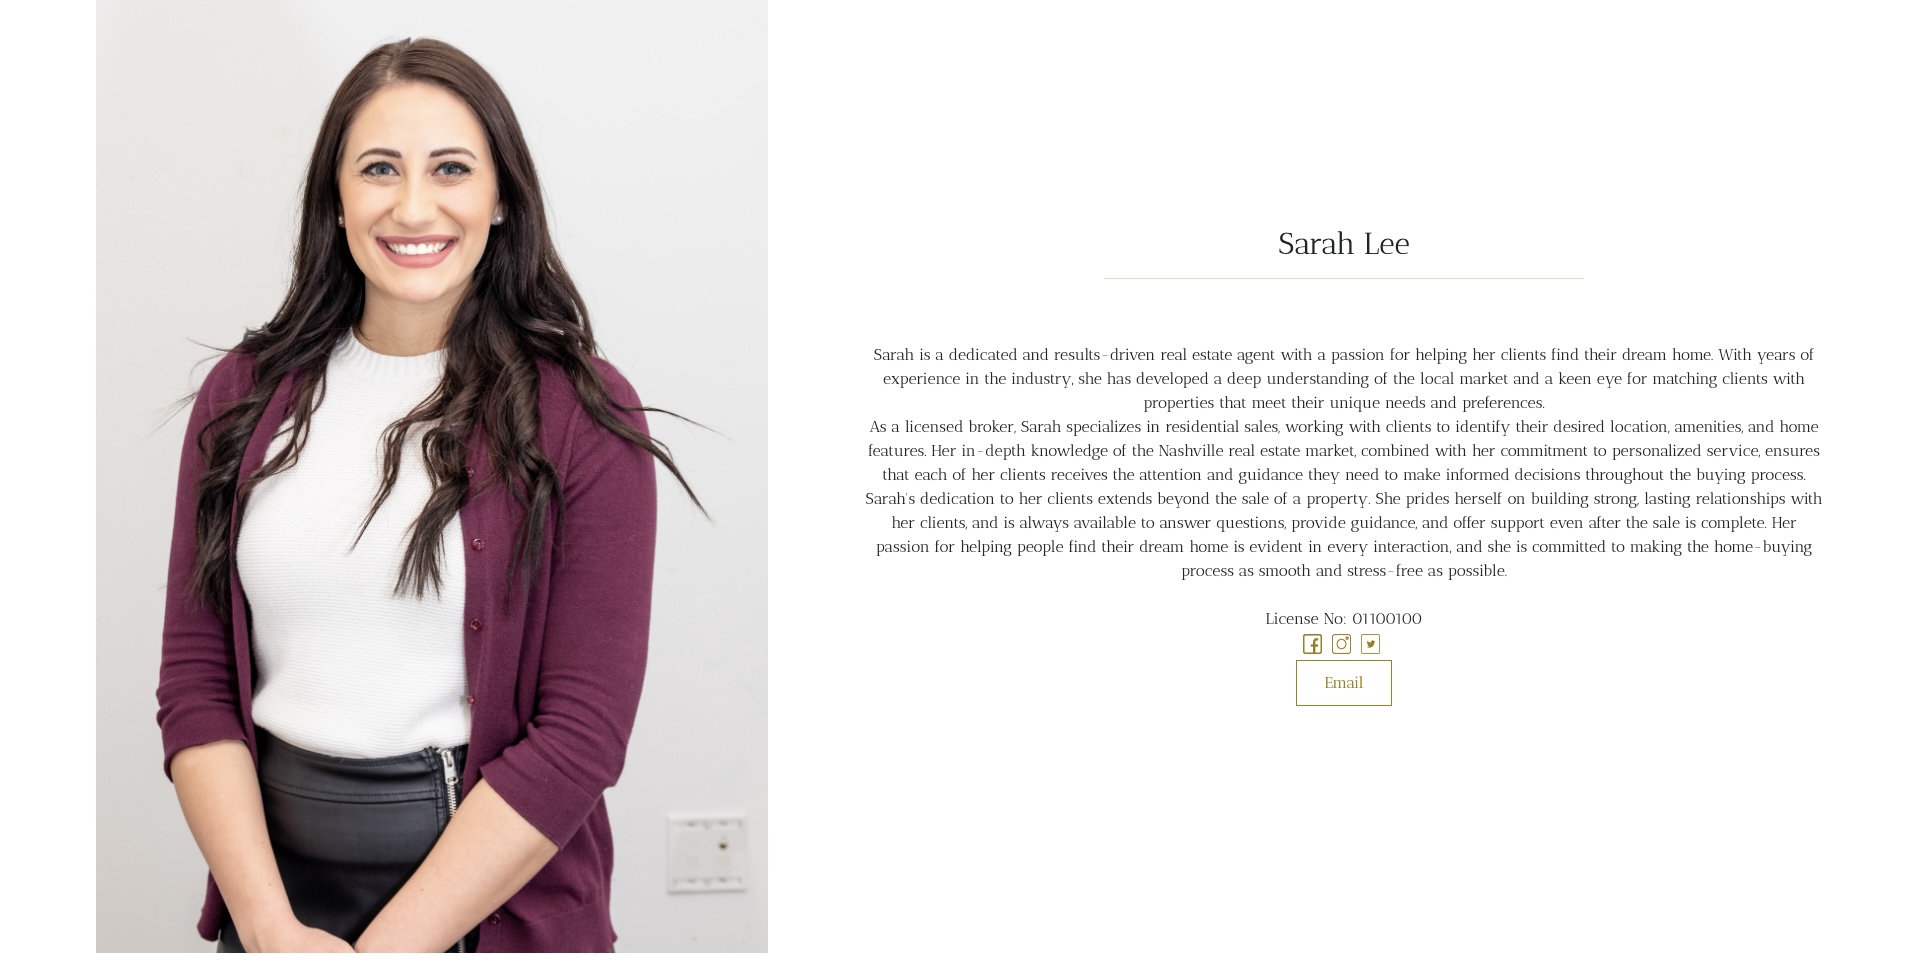 Sarah Lee
Sarah is a dedicated and results-driven real estate agent with a passion for helping her clients find their dream home. With years of
experience in the industry, she has developed a deep understanding of the local market and a keen eye for matching clients with
properties that meet their unique needs and preferences.
As a licensed broker, Sarah specializes in residential sales, working with clients to identify their desired location, amenities, and home
features. Her in-depth knowledge of the Nashville real estate market, combined with her commitment to personalized service, ensures
that each of her clients receives the attention and guidance they need to make informed decisions throughout the buying process.
Sarah's dedication to her clients extends beyond the sale of a property. She prides herself on building strong, lasting relationships with
her clients, and is always available to answer questions, provide guidance, and offer support even after the sale is complete. Her
passion for helping people find their dream home is evident in every interaction, and she is committed to making the home-buying
process as smooth and stress-free as possible.
License No: 01100100
Email